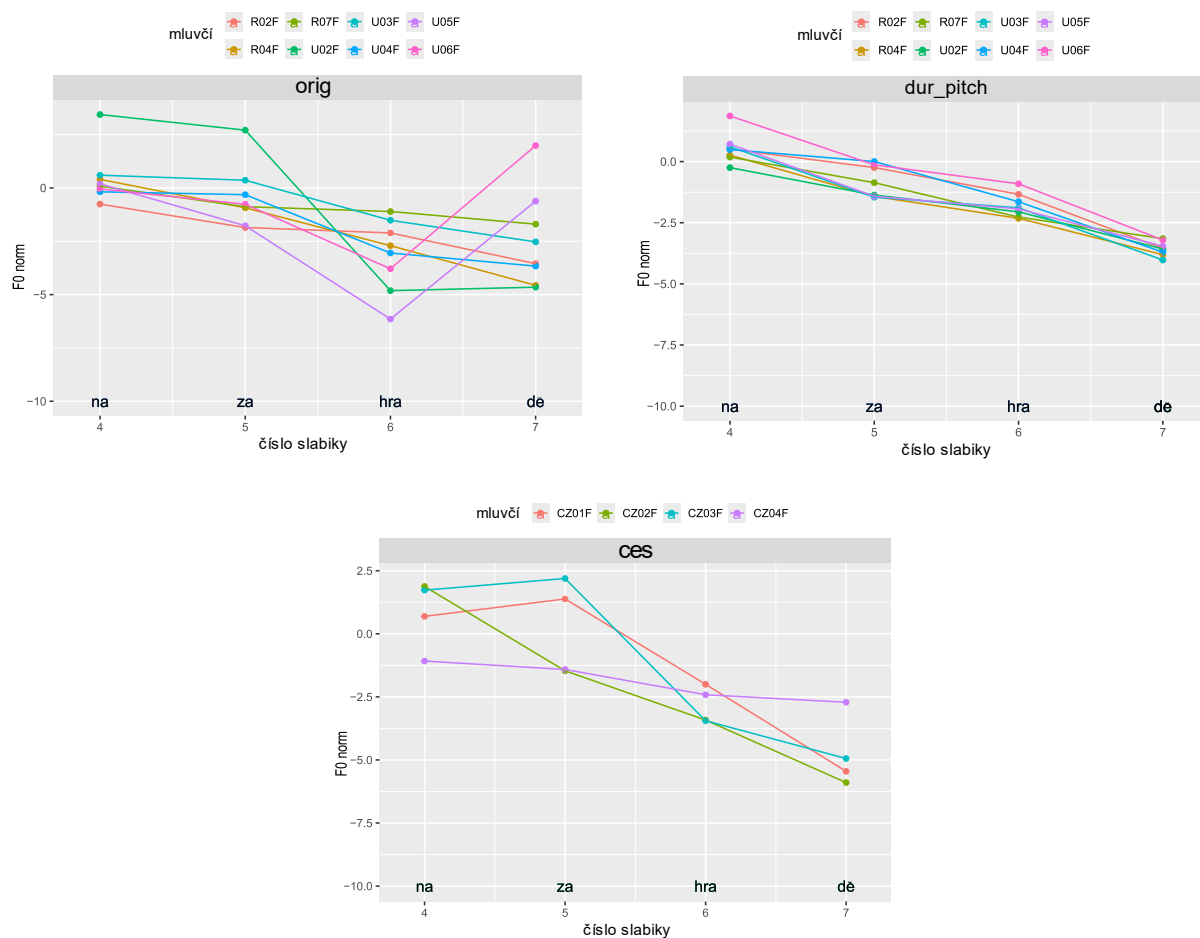 mluvčí R02F R07F U03F U05F
R04F U02F U04F U06F
orig
F0 norm
0
−5
−10
na za hra de
4 5 6 7
číslo slabiky
mluvčí R02F R07F U03F U05F
R04F U02F U04F U06F
dur_pitch
F0 norm
0.0
−2.5
−5.0
−7.5
−10.0
na za hra de
4 5 6 7
číslo slabiky
mluvčí CZ01F CZ02F CZ03F CZ04F
ces
F0 norm
2.5
0.0
−2.5
−5.0
−7.5
−10.0
na za hra dě
4 5 6 7
číslo slabiky